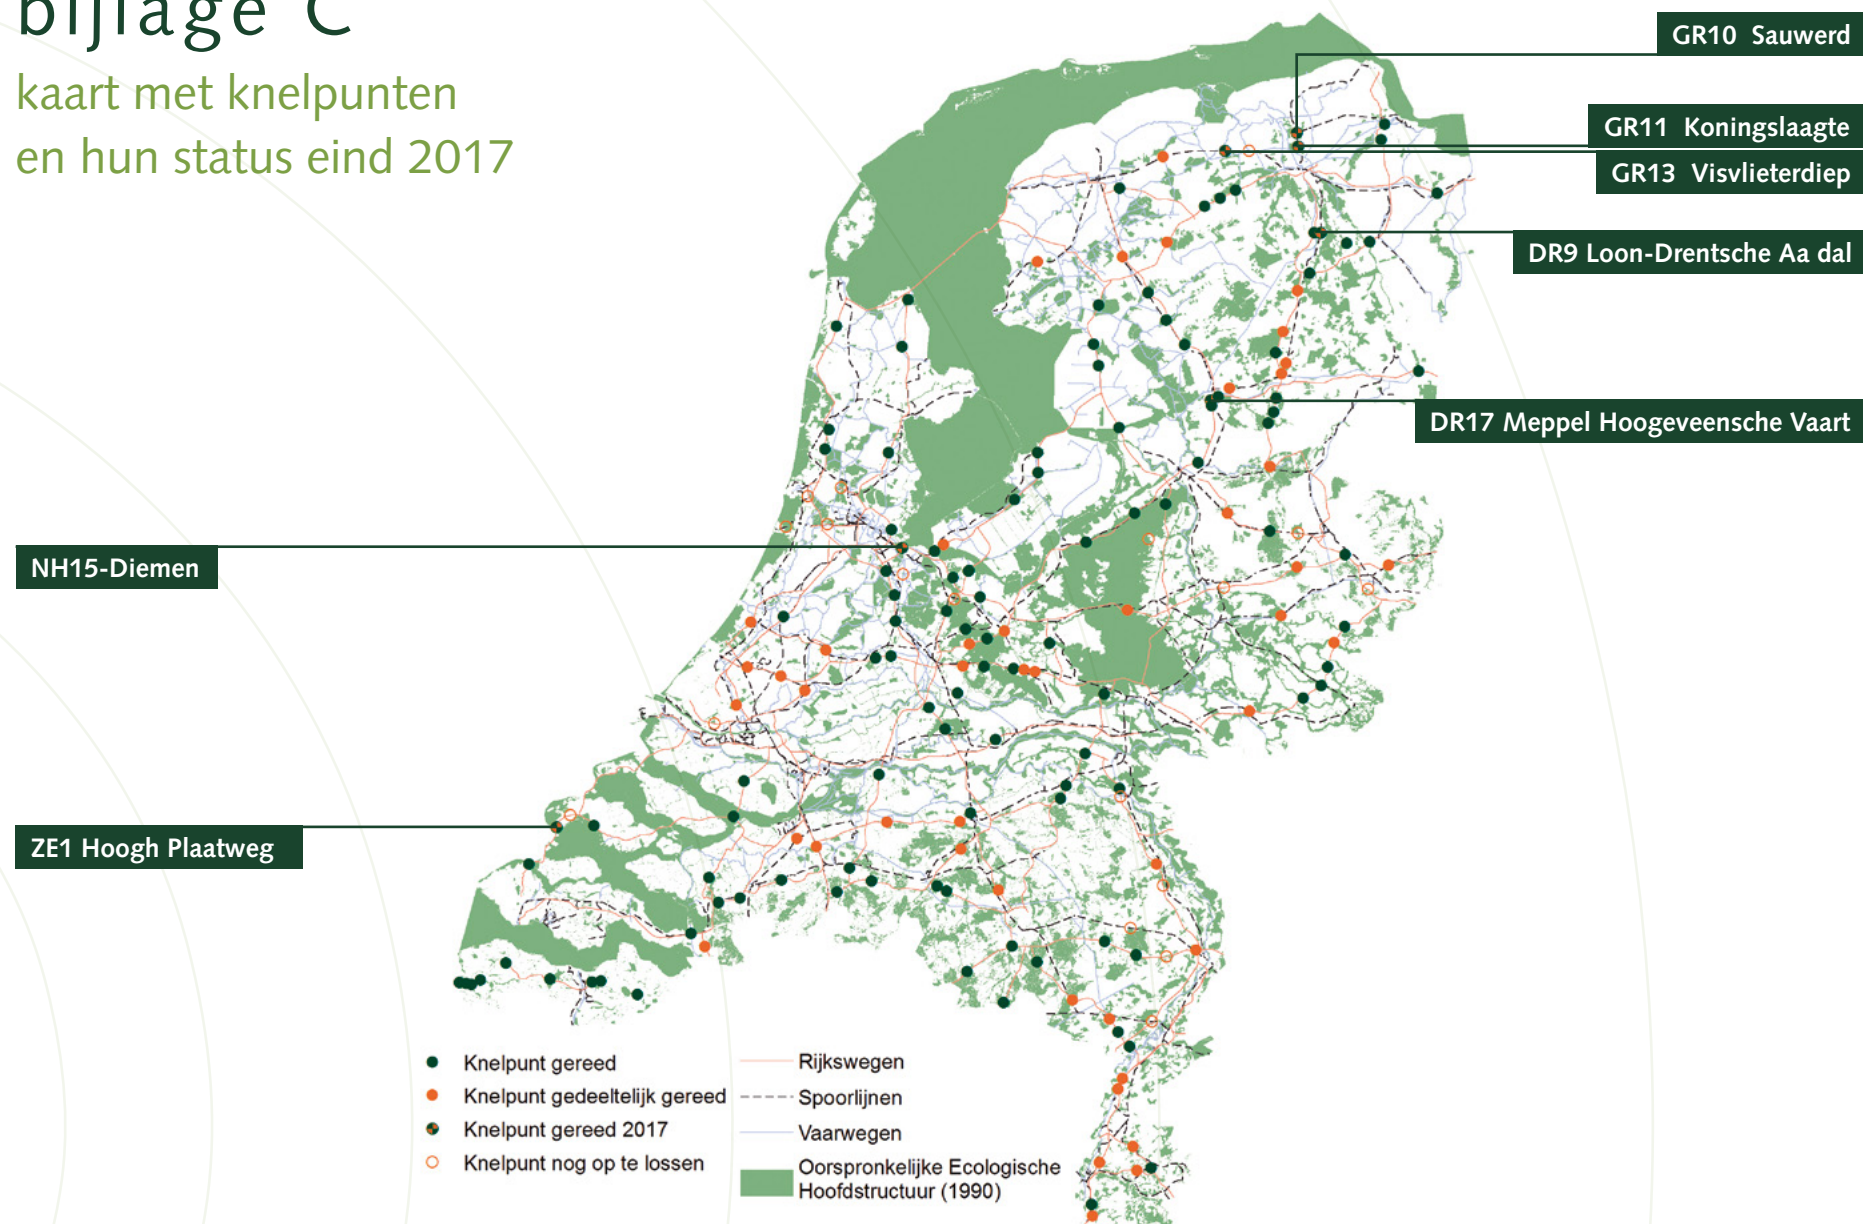 bijlage C
kaart met knelpunten
en hun status eind 2017
GR10 Sauwerd
GR11 Koningslaagte
GR13 Visvlieterdiep
DR9 Loon-Drentsche Aa dal
DR17 Meppel Hoogeveensche Vaart
NH15-Diemen
ZE1 Hoogh Plaatweg
Knelpunt gereed
Knelpunt gedeeltelijk gereed
Knelpunt gereed 2017
Knelpunt nog op te lossen
Rijkswegen
Spoorlijnen
Vaarwegen
Oorspronkelijke Ecologische
Hoofdstructuur (1990)